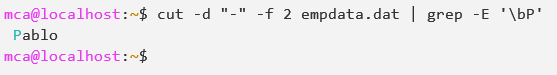 mca@localhost:~$ cut -d "-" -f 2 empdata.dat | grep -E '\bP'
 Pablo
mca@localhost:~$